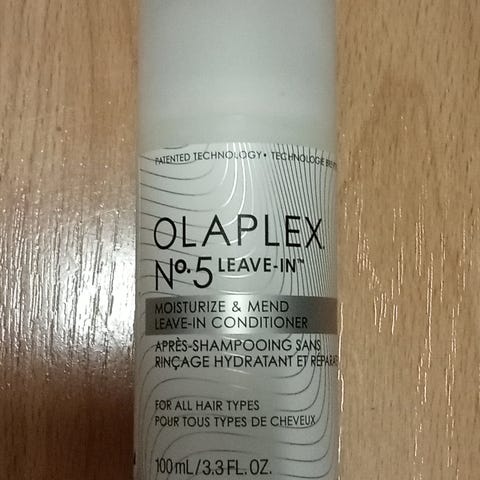 PATENTED TECHNOLOGY • TECHNOLOGIE
OLAPLEX
Nº.5 LEAVE-IN™
MOISTURIZE & MEND
LEAVE-IN CONDITIONER
APRÈS-SHAMPOOING SANS
RINÇAGE HYDRATANT ET
FOR ALL HAIR TYPES
POUR TOUS TYPES DE CHEVEUX
100 mL / 3.3 FL. OZ.